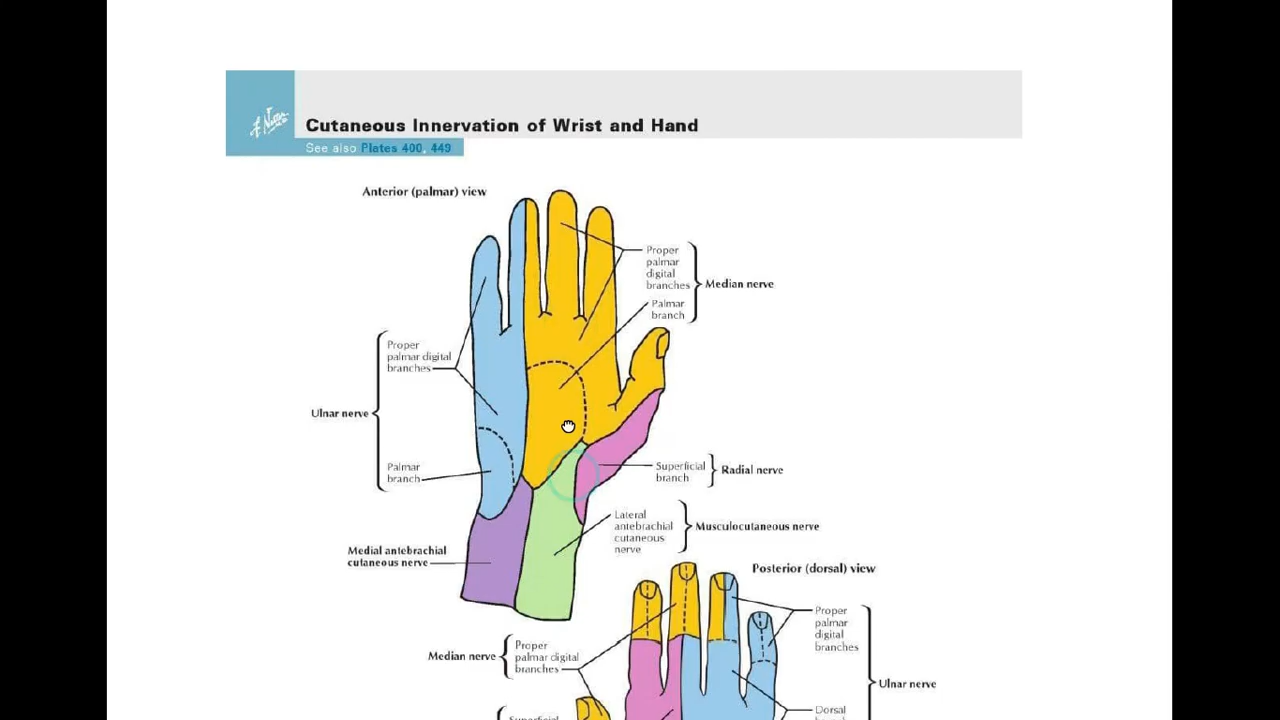 Cutaneous Innervation of Wrist and Hand
See also Plates 400, 449
Anterior (palmar) view
Proper
palmar
digital
branches
Median nerve
Palmar
branch
Proper
palmar digital
branches
Ulnar nerve
Palmar
branch
Superficial
branch
Radial nerve
Lateral
antebrachial
cutaneous
nerve
Musculocutaneous nerve
Medial antebrachial
cutaneous nerve
Posterior (dorsal) view
Proper
palmar
digital
branches
Ulnar nerve
Median nerve
Proper
palmar digital
branches
Superficial
Dorsal